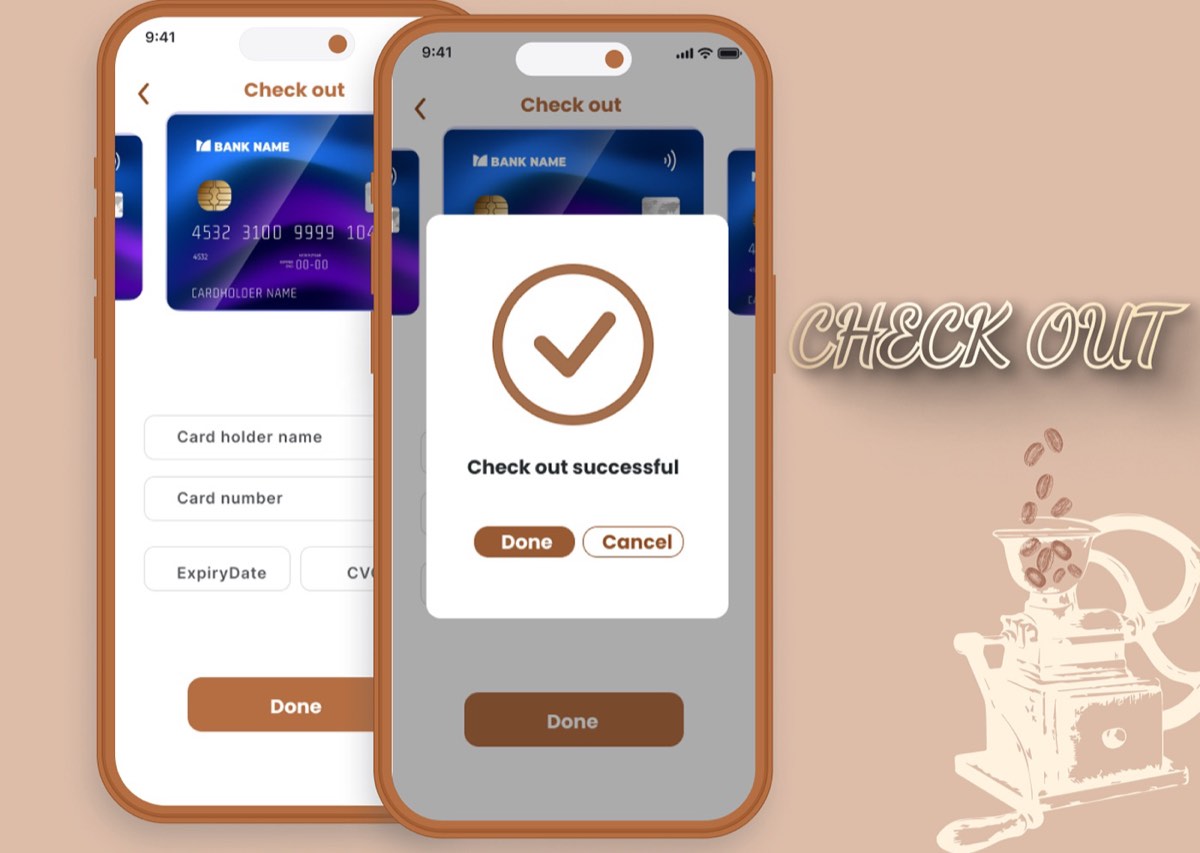 9:41
Check out
BANK NAME
4532 3100 9999 104
4532
00-00
CARDHOLDER NAME
Card holder name
Card number
ExpiryDate
CV
Done
9:41
Check out
BANK NAME
Check out successful
Done
Cancel
Done
CHECK OUT